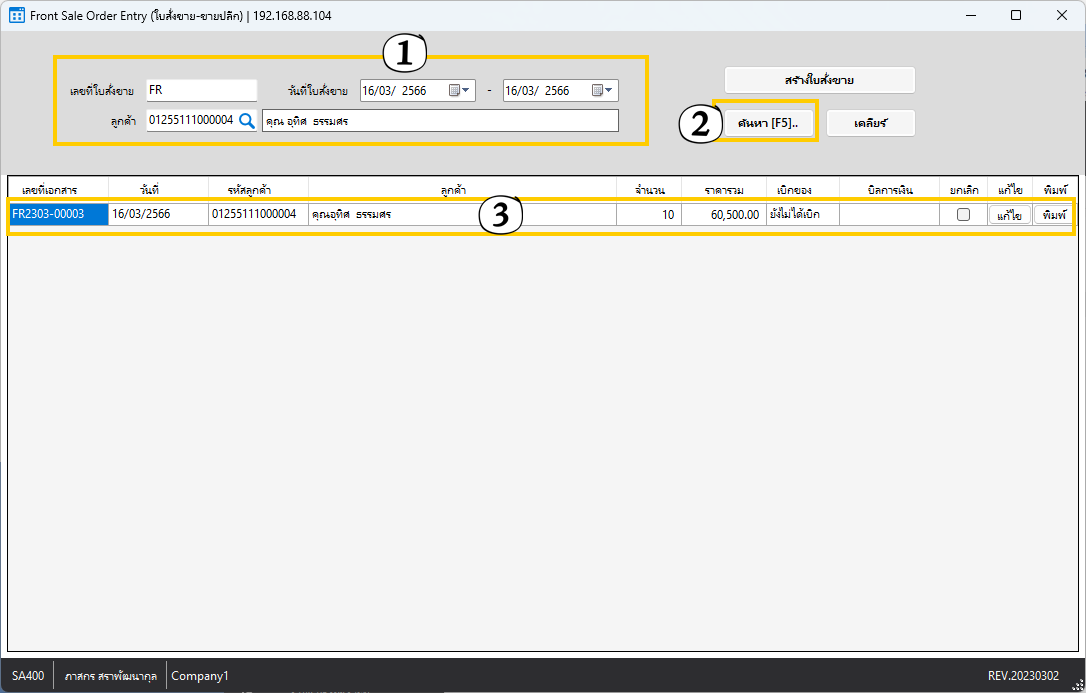 Front Sale Order Entry (ใบสั่งขาย-ขายปลีก) | 192.168.88.104
1
เลขที่ใบสั่งขาย FR วันที่ใบสั่งขาย 16/03/ 2566 - 16/03/ 2566 สร้างใบสั่งขาย
ลูกค้า 01255111000004 คุณ อุทิศ ธรรมศร 2 ค้นหา [F5].. เคลียร์
เลขที่เอกสาร วันที่ รหัสลูกค้า ลูกค้า จำนวน ราคารวม เบิกของ บิลการเงิน ยกเลิก แก้ไข พิมพ์
FR2303-00003 16/03/2566 01255111000004 คุณอุทิศ ธรรมศร 3 10 60,500.00 ยังไม่ได้เบิก แก้ไข พิมพ์
SA400 ภาสกร สราพัฒนากุล Company1 REV.20230302